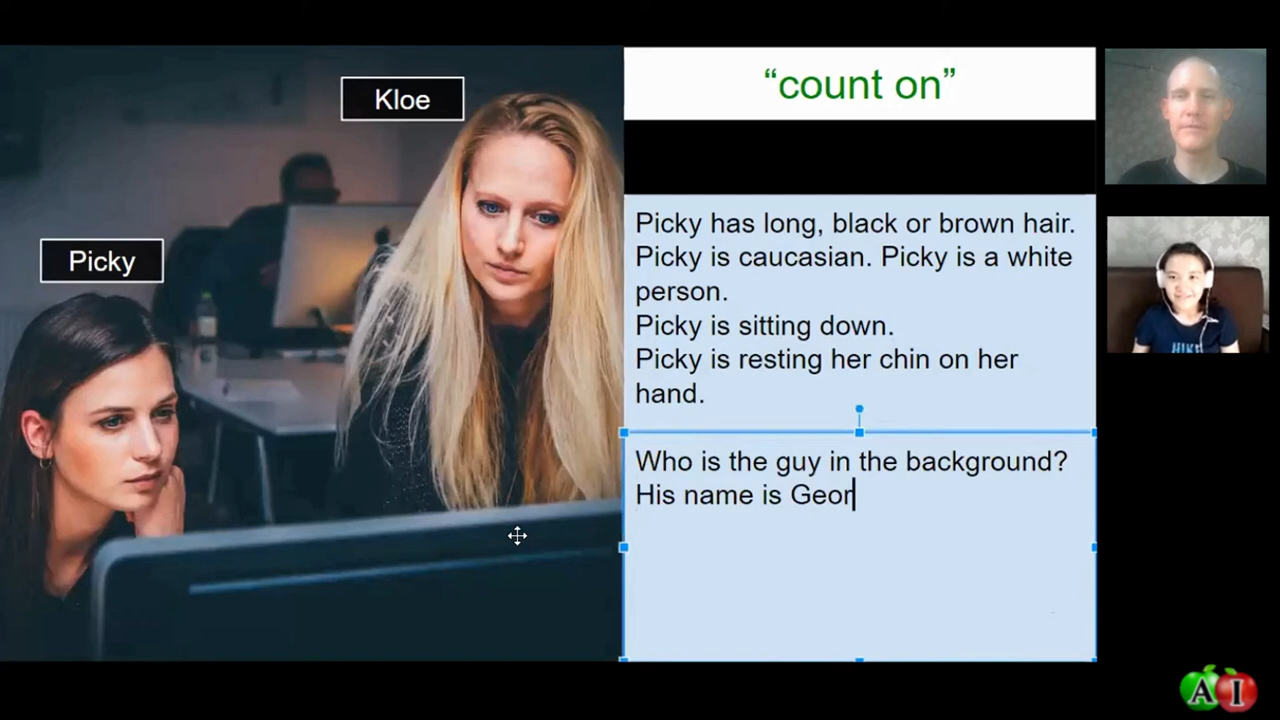 Kloe
Picky
“count on”
Picky has long, black or brown hair.
Picky is caucasian. Picky is a white
person.
Picky is sitting down.
Picky is resting her chin on her
hand.
Who is the guy in the background?
His name is Geor
HIKE
A I